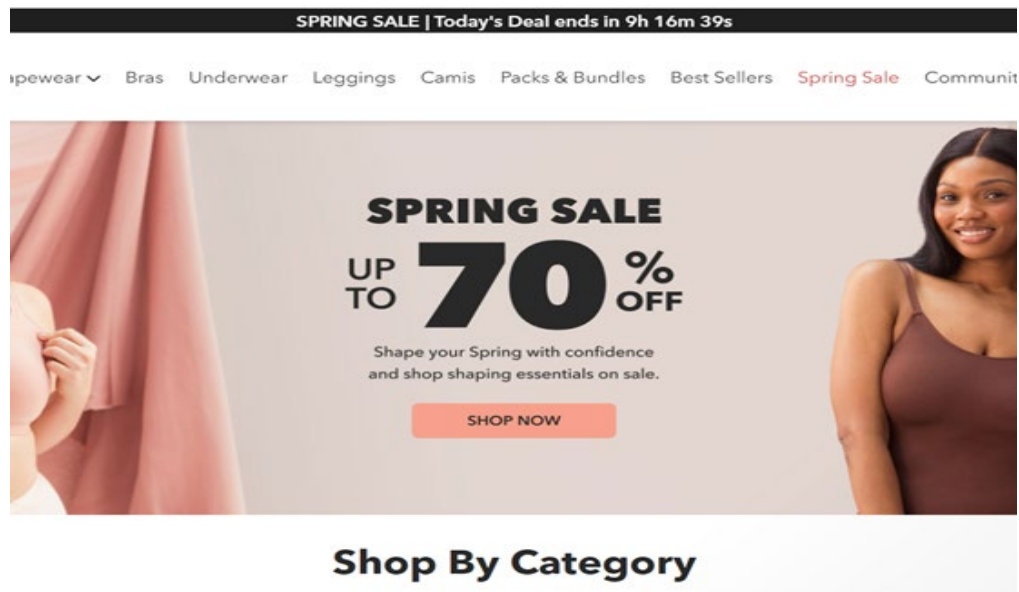 SPRING SALE | Today's Deal ends in 9h 16m 39s
apewear Bras Underwear Leggings Camis Packs & Bundles Best Sellers Spring Sale Communit
SPRING SALE
UP TO 70% OFF
Shape your Spring with confidence
and shop shaping essentials on sale.
SHOP NOW
Shop By Category